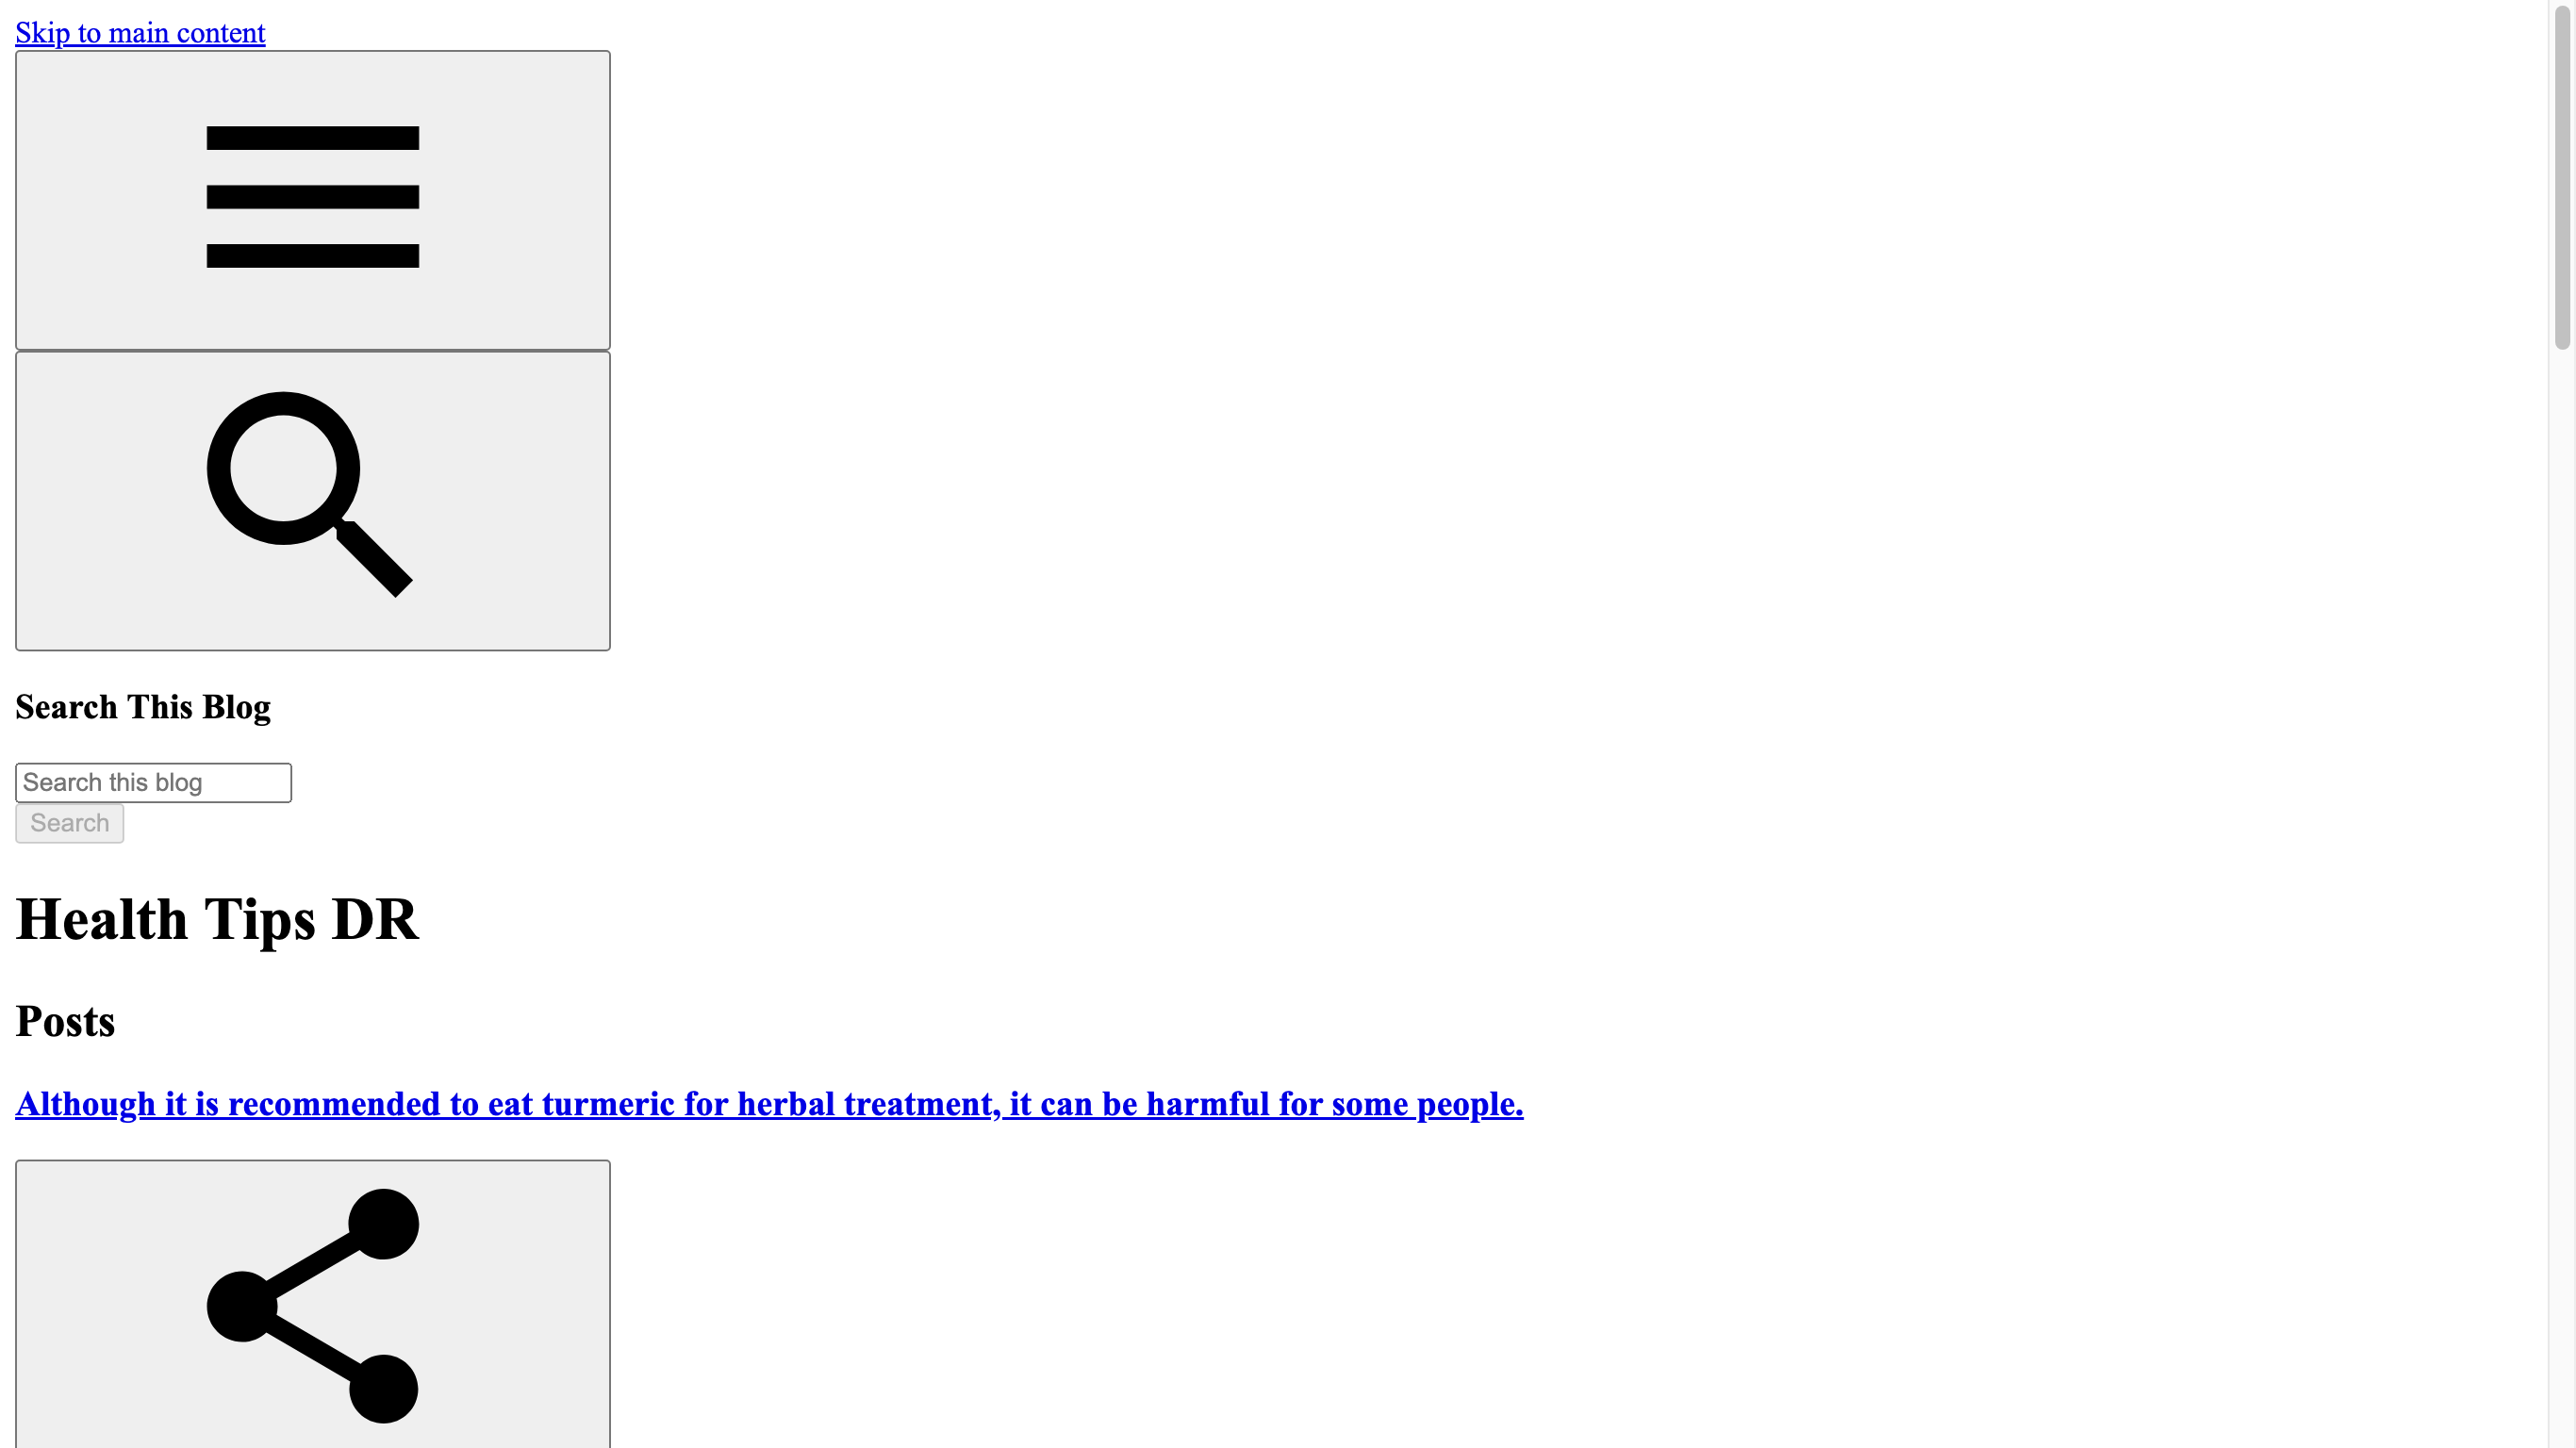 Skip to main content
Search This Blog
Search this blog
Search
Health Tips DR
Posts
Although it is recommended to eat turmeric for herbal treatment, it can be harmful for some people.